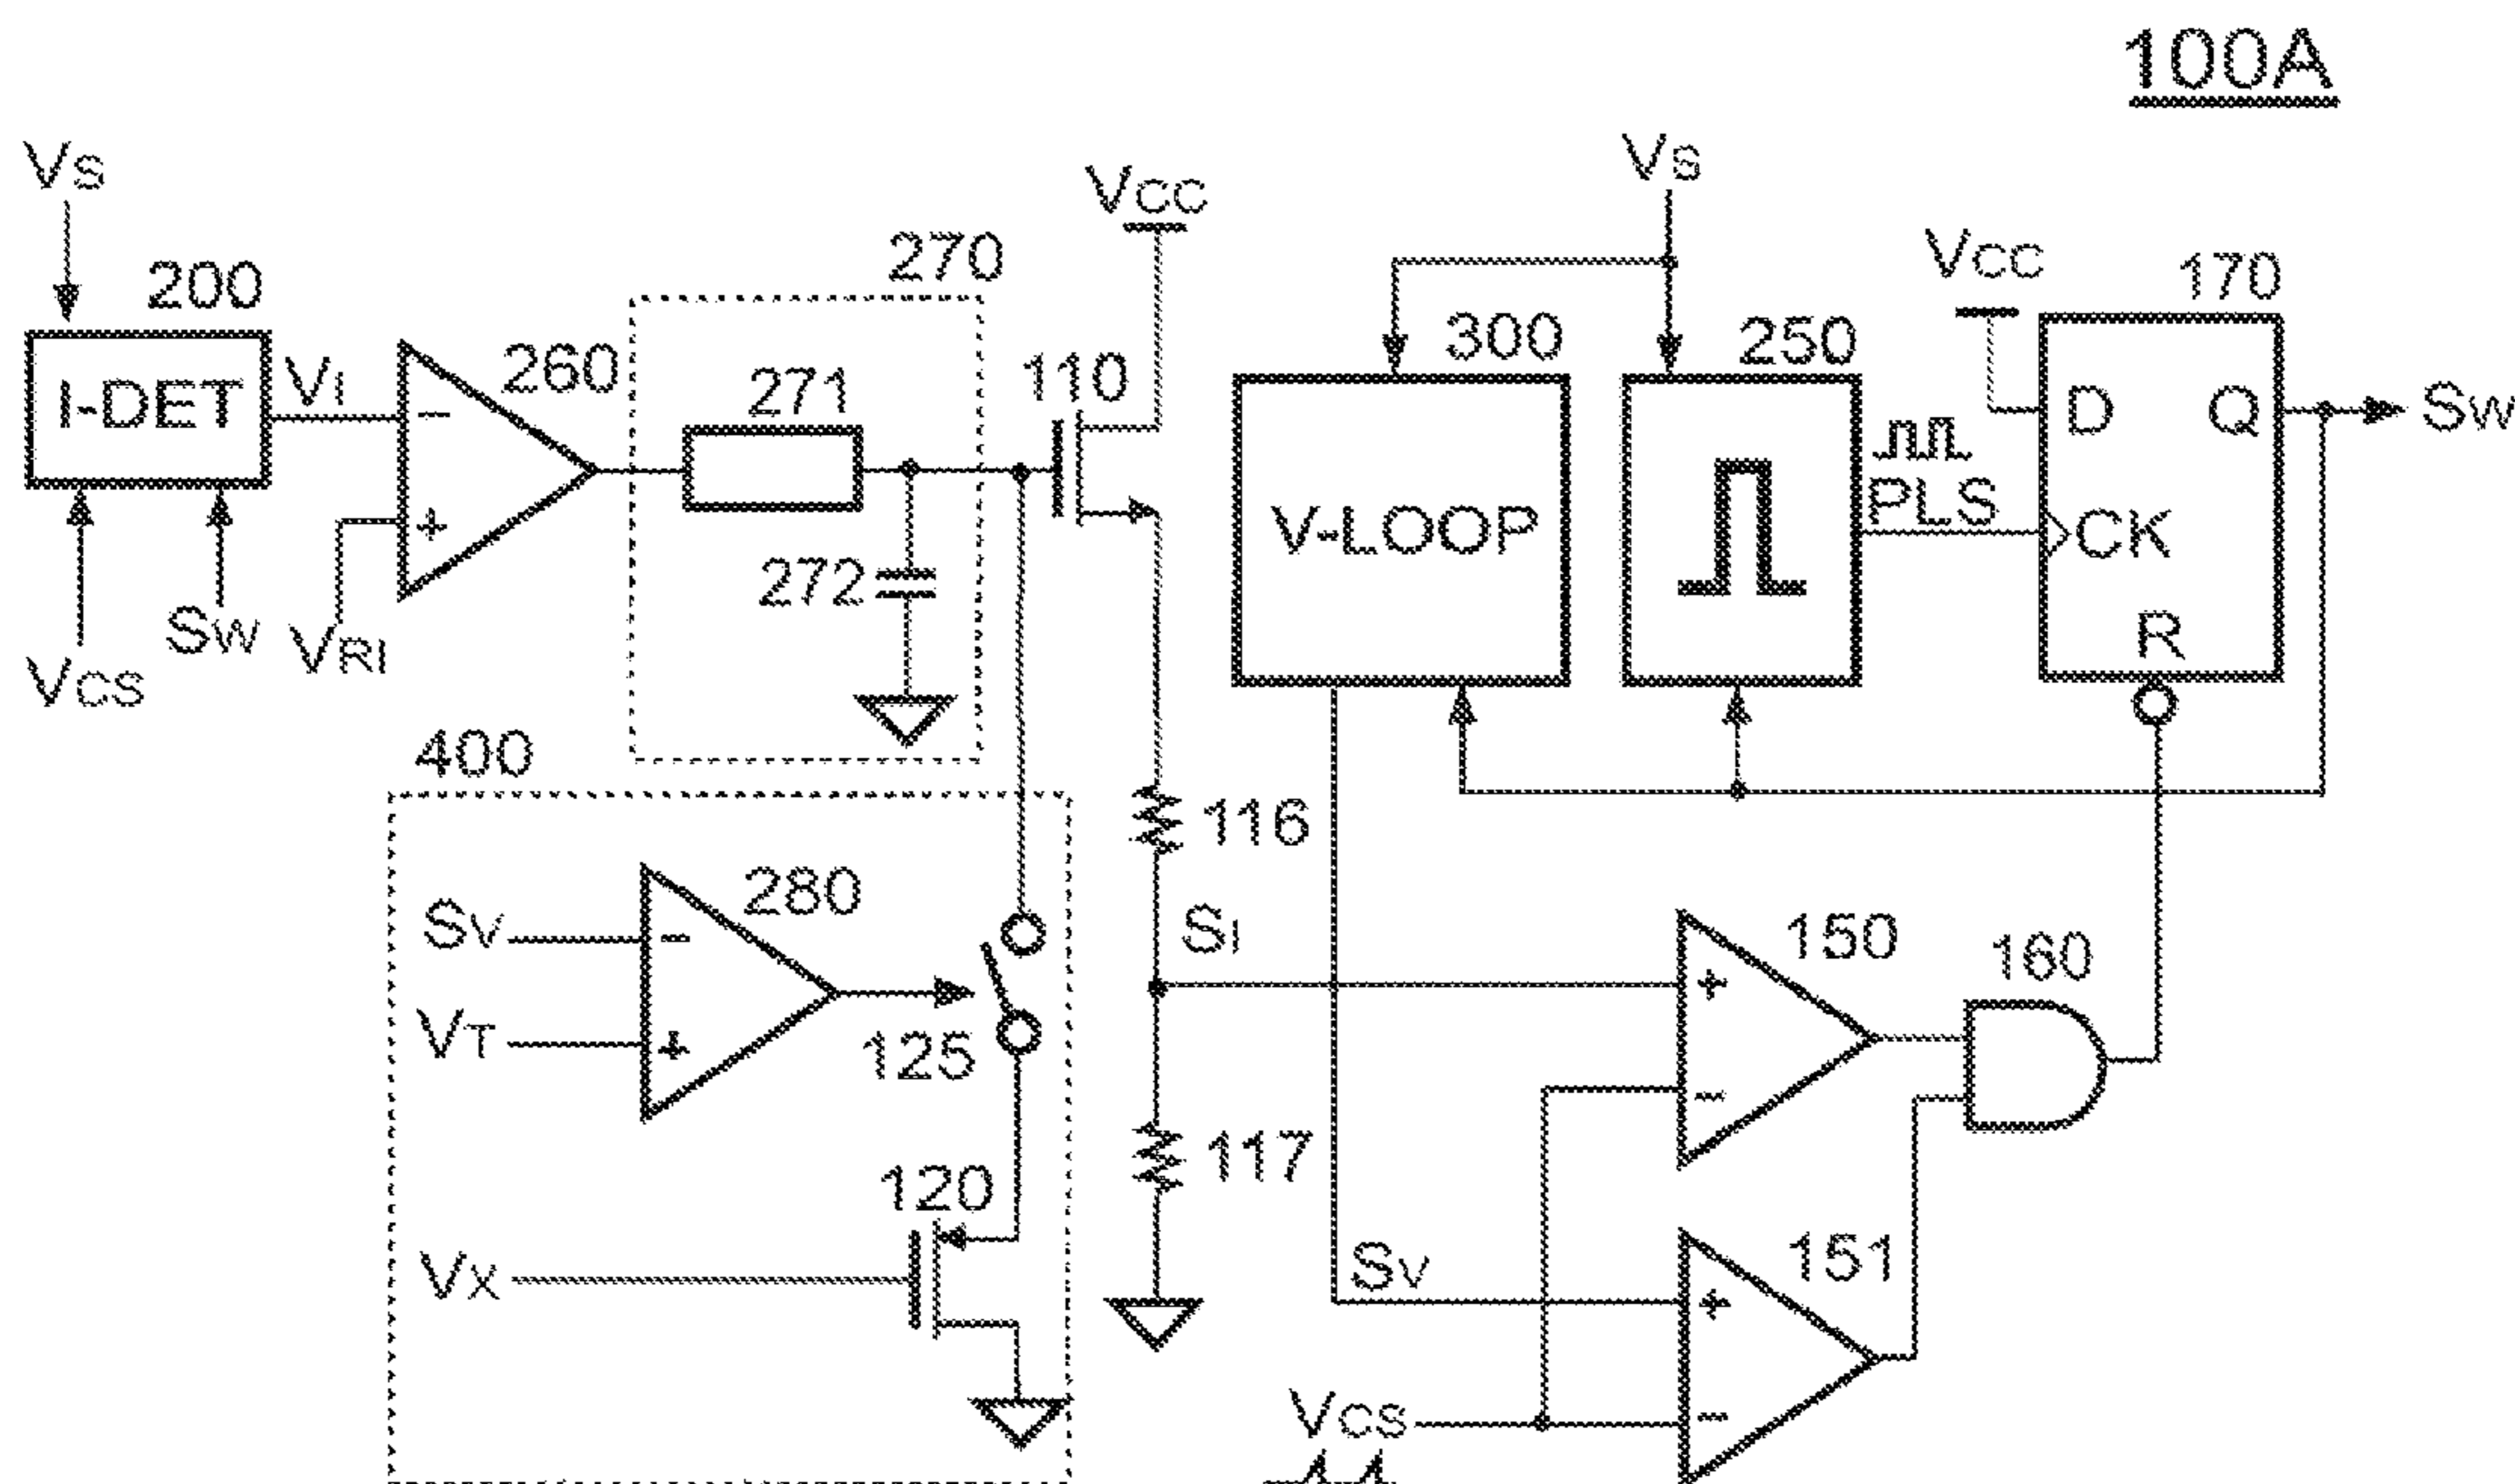 100A
VS
VS
VCC
VCC
270
170
200
300
250
I-DET
VI
260
271
110
D
Q
SW
−
+
272
V-LOOP
PLS
CK
R
SW
VRI
VCS
400
116
280
SV
−
SI
150
160
+
VT
+
125
−
117
120
VX
SV
151
+
VCS
−